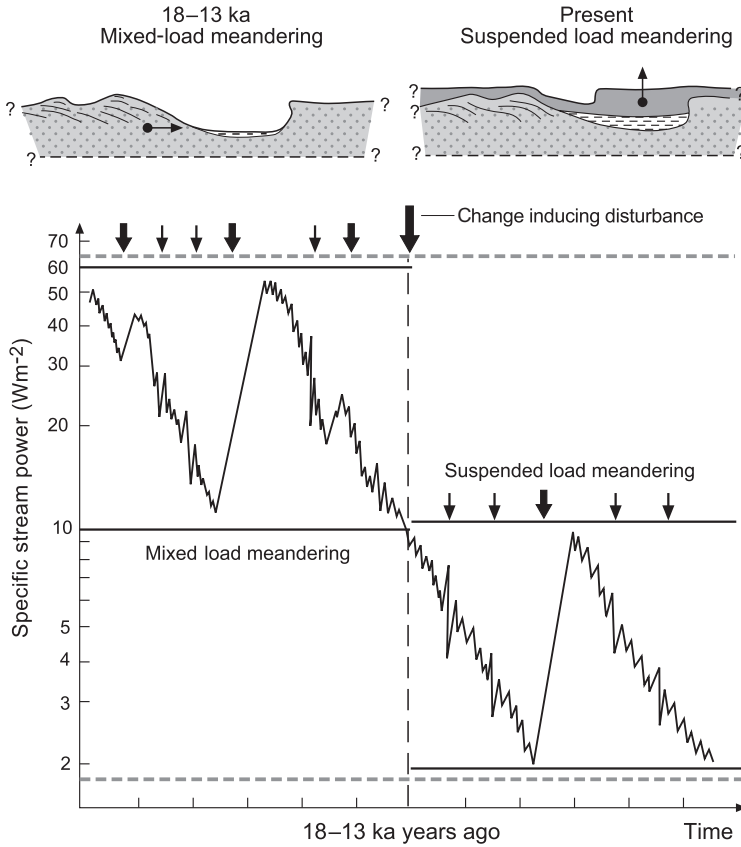 18–13 ka
Mixed-load meandering
Present
Suspended load meandering
? ?
? ?
? ?
?
? ?
Change inducing disturbance
70
60
50
40
30
20
10
5
4
3
2
Specific stream power (Wm-2)
Suspended load meandering
Mixed load meandering
18–13 ka years ago
Time